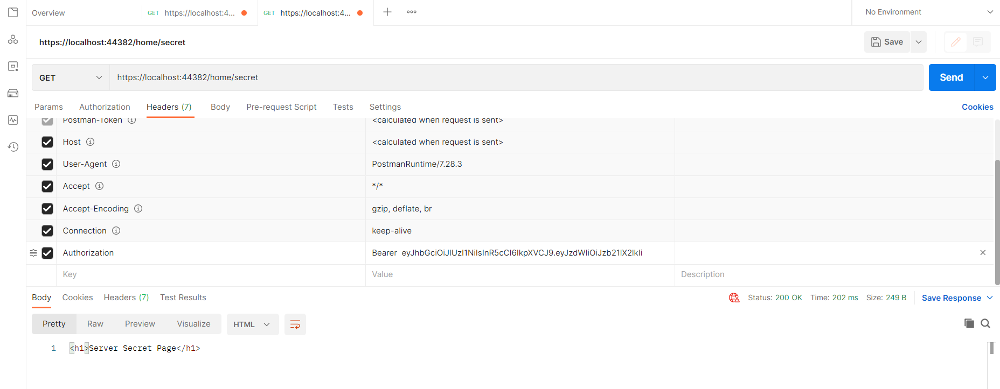 Overview
GET https://localhost:4...
GET https://localhost:4...
No Environment
https://localhost:44382/home/secret
Save
GET
https://localhost:44382/home/secret
Send
Params Authorization Headers (7) Body Pre-request Script Tests Settings Cookies
Postman-Token <calculated when request is sent>
Host <calculated when request is sent>
User-Agent PostmanRuntime/7.28.3
Accept */*
Accept-Encoding gzip, deflate, br
Connection keep-alive
Authorization Bearer eyJhbGciOiJIUzI1NiIsInR5cCI6IkpXVCJ9.eyJzdWIiOiJzb21lX2lkIi
Key Value Description
Body Cookies Headers (7) Test Results Status: 200 OK Time: 202 ms Size: 249 B Save Response
Pretty Raw Preview Visualize HTML
1 <h1>Server Secret Page</h1>